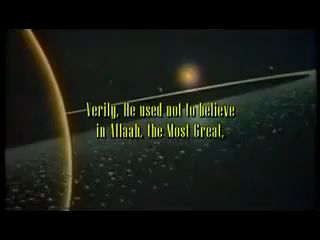 Verily, He used not to believe
in Allaah, the Most Great,